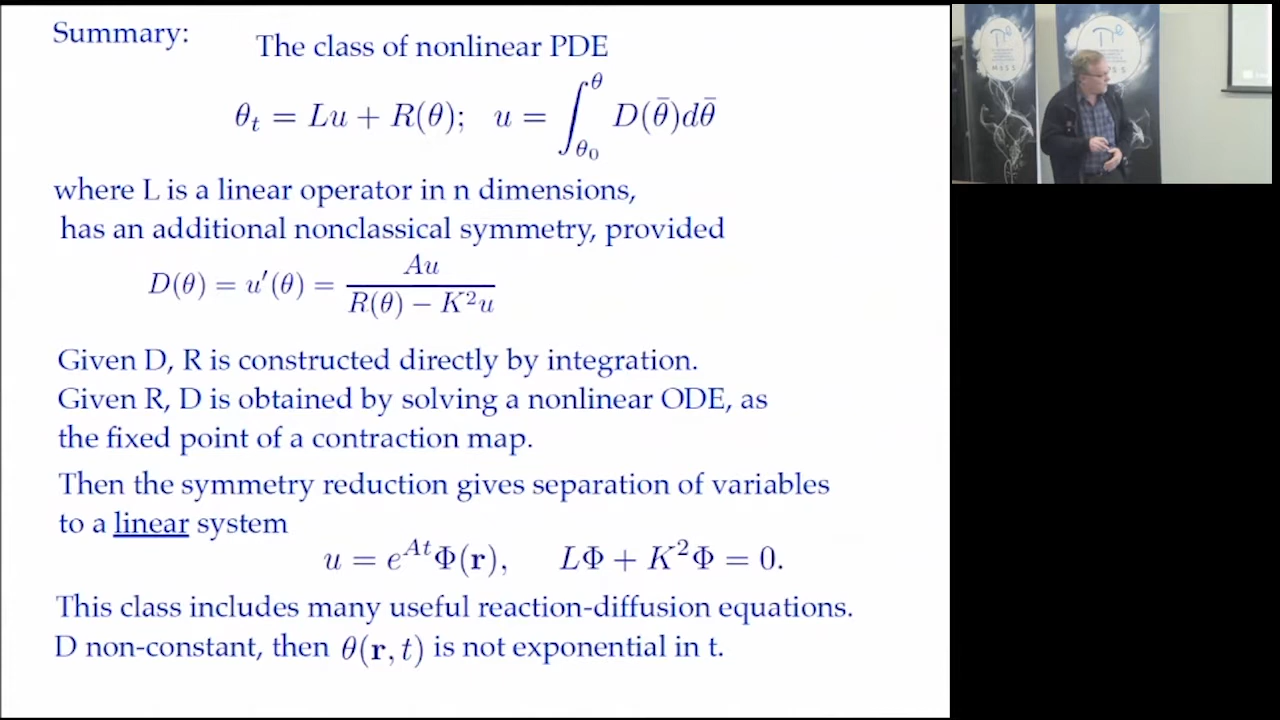 Summary:
The class of nonlinear PDE
θ_t = Lu + R(θ); u = ∫_{θ_0}^{θ} D(θ̄)dθ̄
where L is a linear operator in n dimensions,
has an additional nonclassical symmetry, provided
D(θ) = u′(θ) = Au / (R(θ) − K²u)
Given D, R is constructed directly by integration.
Given R, D is obtained by solving a nonlinear ODE, as
the fixed point of a contraction map.
Then the symmetry reduction gives separation of variables
to a linear system
u = e^{At}Φ(r), LΦ + K²Φ = 0.
This class includes many useful reaction-diffusion equations.
D non-constant, then θ(r, t) is not exponential in t.